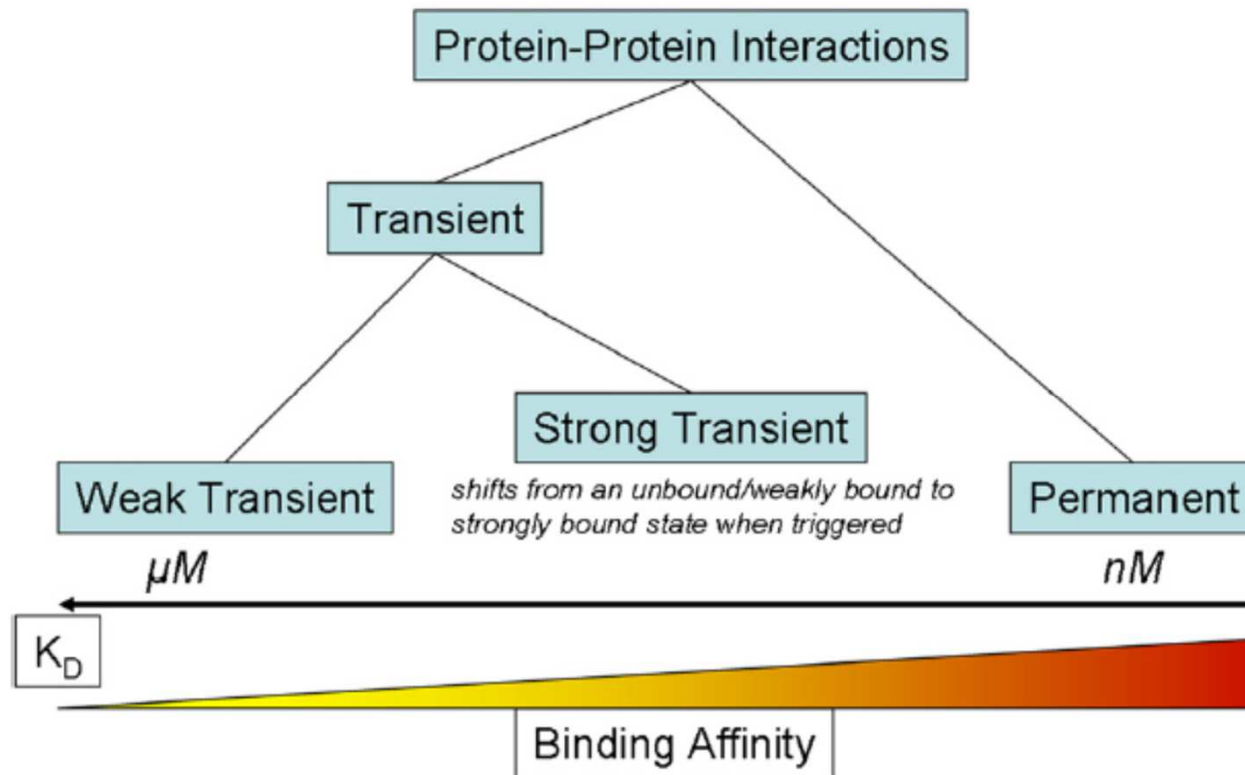 Protein-Protein Interactions
Transient
Strong Transient
shifts from an unbound/weakly bound to
strongly bound state when triggered
Weak Transient
Permanent
μM
nM
K_D
Binding Affinity